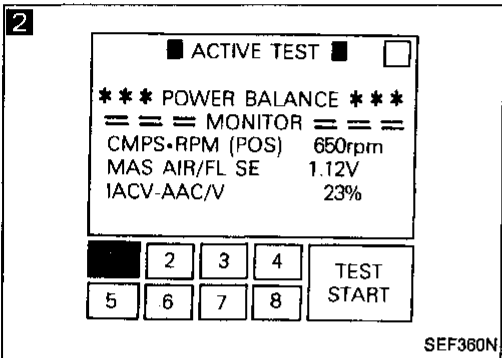 2
ACTIVE TEST
*** POWER BALANCE ***
= = = MONITOR = = =
CMPS•RPM (POS) 650rpm
MAS AIR/FL SE 1.12V
IACV-AAC/V 23%
2 3 4
TEST
START
5 6 7 8
SEF360N